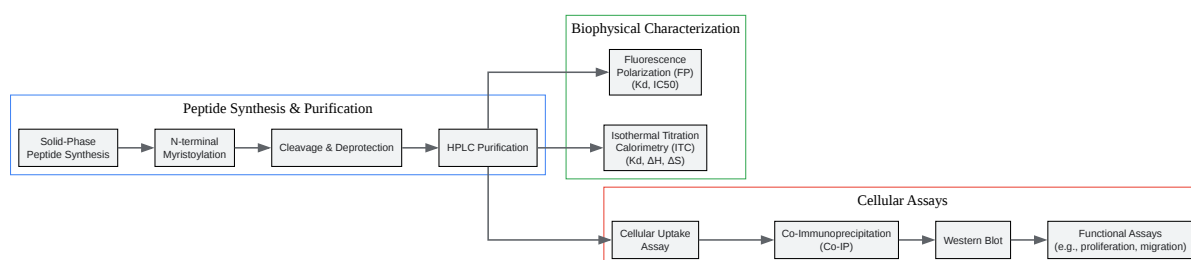 Biophysical Characterization
Fluorescence
Polarization (FP)
(Kd, IC50)
Peptide Synthesis & Purification
Solid-Phase
Peptide Synthesis
N-terminal
Myristoylation
Cleavage & Deprotection
HPLC Purification
Isothermal Titration
Calorimetry (ITC)
(Kd, ΔH, ΔS)
Cellular Assays
Cellular Uptake
Assay
Co-Immunoprecipitation
(Co-IP)
Western Blot
Functional Assays
(e.g., proliferation, migration)